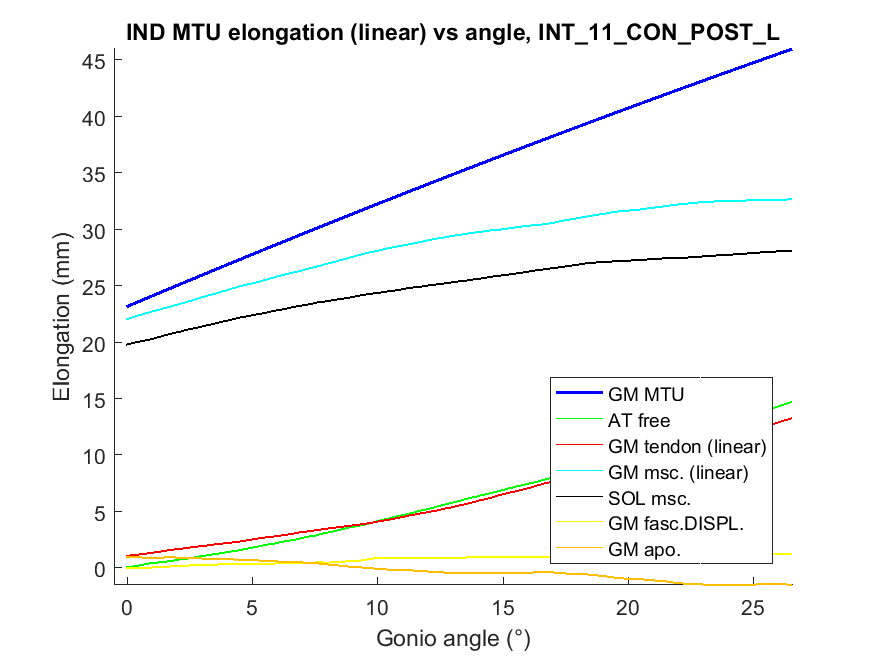 IND MTU elongation (linear) vs angle, INT_11_CON_POST_L
45
40
35
30
25
20
15
10
5
0
Elongation (mm)
GM MTU
AT free
GM tendon (linear)
GM msc. (linear)
SOL msc.
GM fasc.DISPL.
GM apo.
0 5 10 15 20 25
Gonio angle (°)